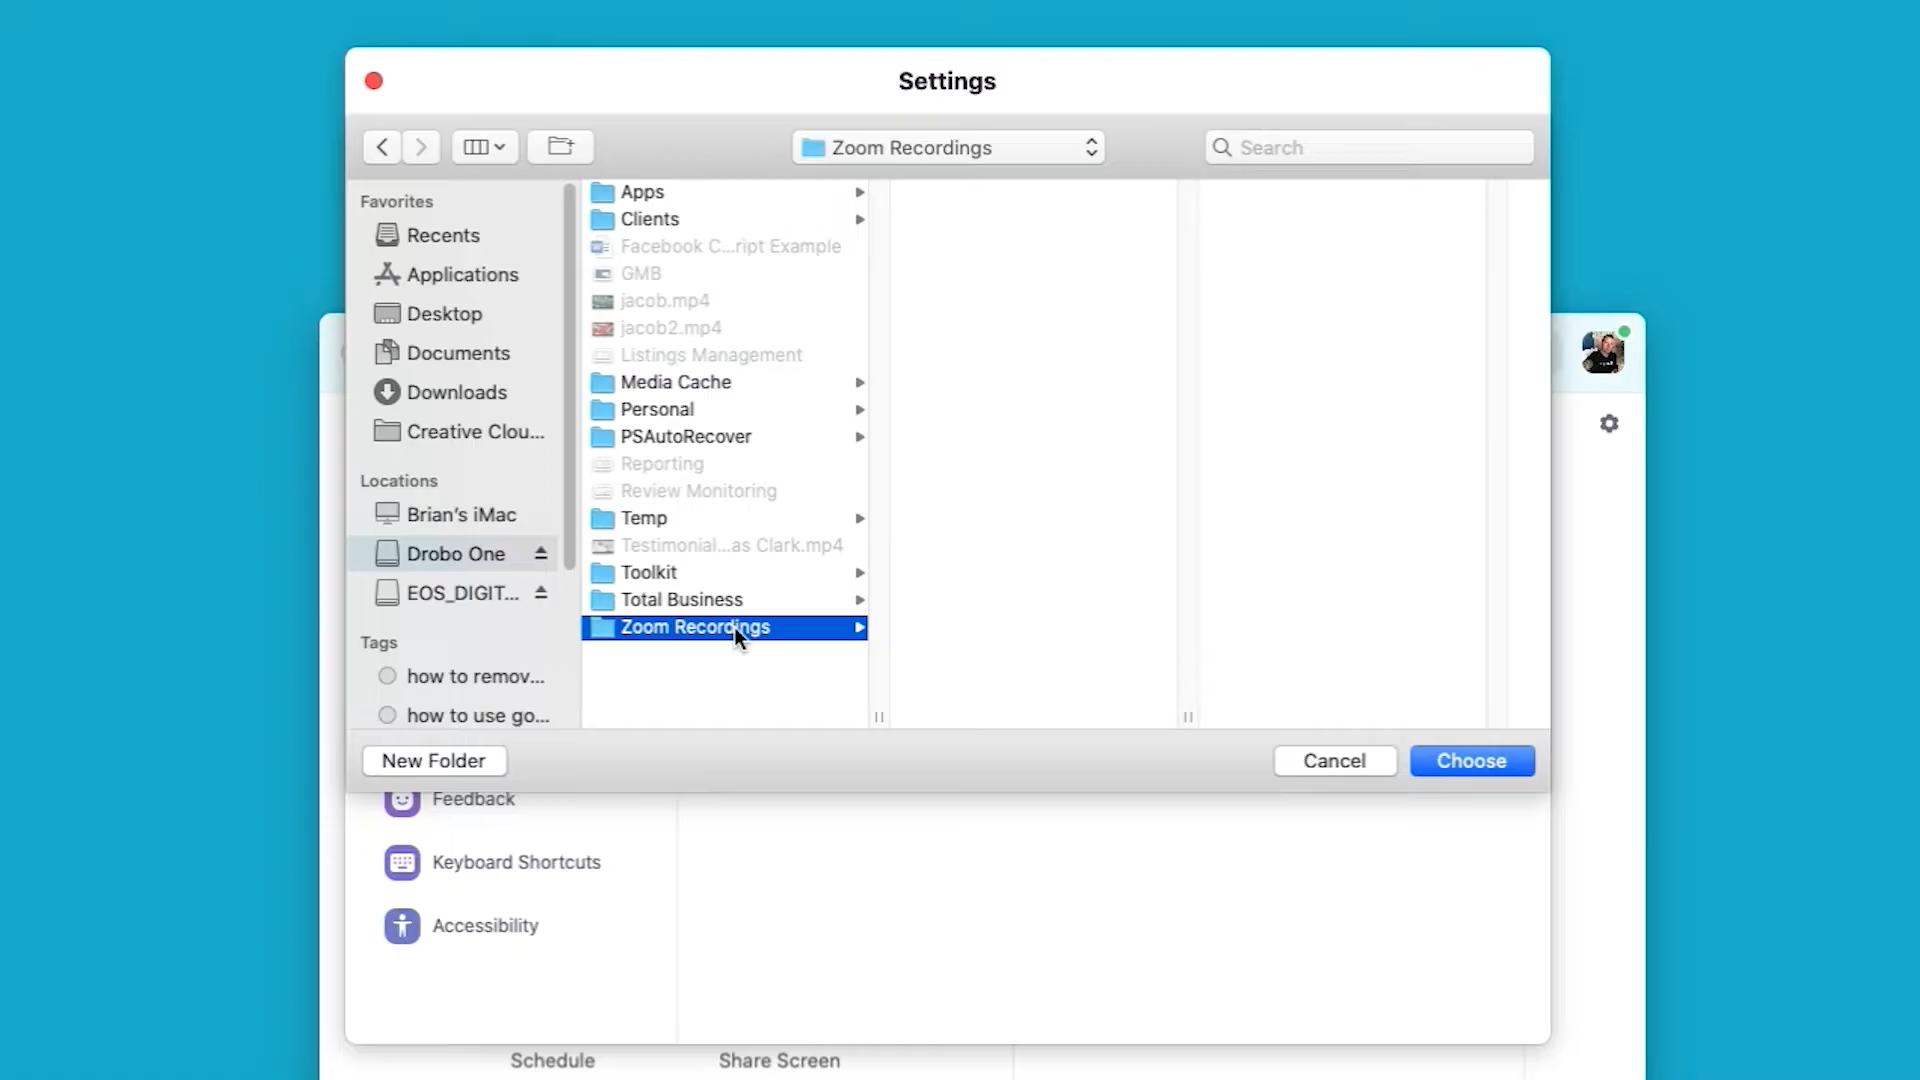 Settings
Zoom Recordings
Search
Favorites
Recents
Applications
Desktop
Documents
Downloads
Creative Clou...
Locations
Brian's iMac
Drobo One
EOS_DIGIT...
Tags
how to remov...
how to use go...
Apps
Clients
Facebook C...ript Example
GMB
jacob.mp4
jacob2.mp4
Listings Management
Media Cache
Personal
PSAutoRecover
Reporting
Review Monitoring
Temp
Testimonial...as Clark.mp4
Toolkit
Total Business
Zoom Recordings
New Folder
Cancel
Choose
Feedback
Keyboard Shortcuts
Accessibility
Schedule
Share Screen